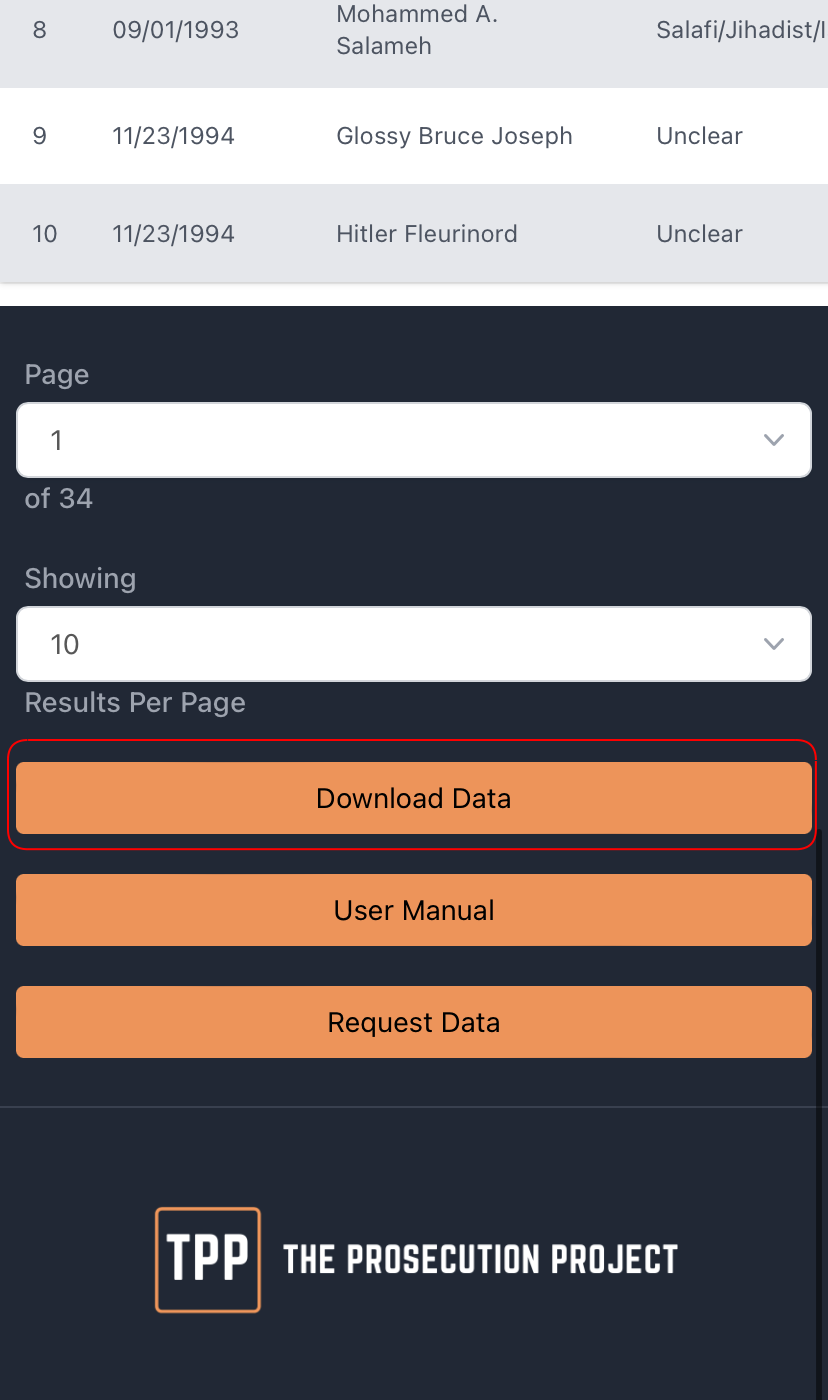 8 09/01/1993 Mohammed A. Salameh Salafi/Jihadist/I
9 11/23/1994 Glossy Bruce Joseph Unclear
10 11/23/1994 Hitler Fleurinord Unclear
Page
1
of 34
Showing
10
Results Per Page
Download Data
User Manual
Request Data
TPP THE PROSECUTION PROJECT